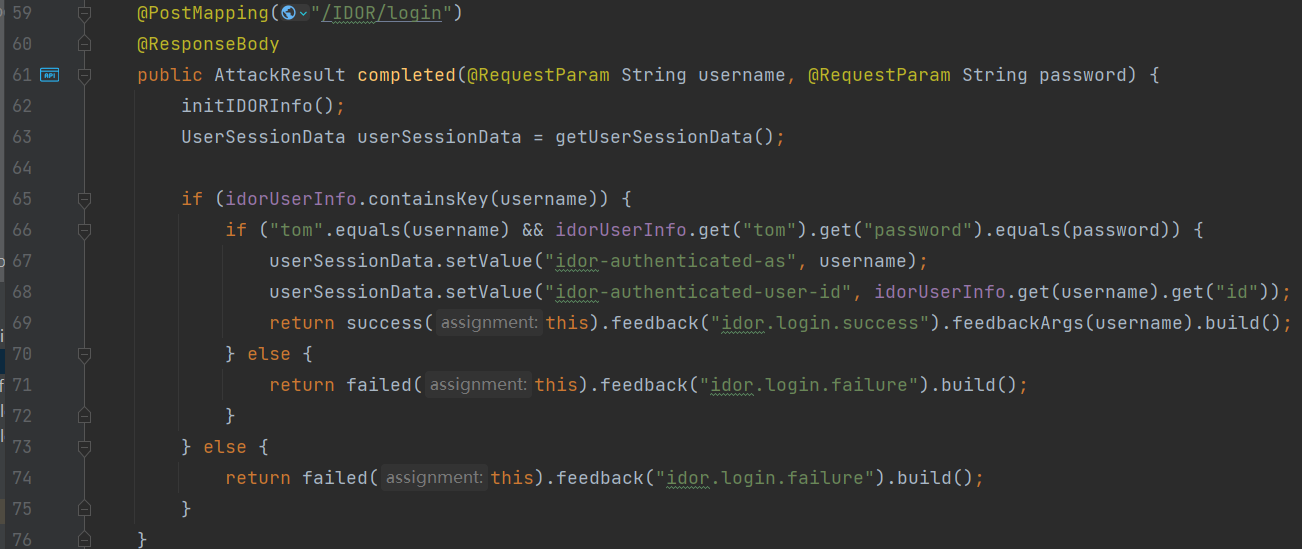 59 @PostMapping("/IDOR/login")
60 @ResponseBody
61 API public AttackResult completed(@RequestParam String username, @RequestParam String password) {
62 initIDORInfo();
63 UserSessionData userSessionData = getUserSessionData();
64
65 if (idorUserInfo.containsKey(username)) {
66 if ("tom".equals(username) && idorUserInfo.get("tom").get("password").equals(password)) {
67 userSessionData.setValue("idor-authenticated-as", username);
68 userSessionData.setValue("idor-authenticated-user-id", idorUserInfo.get(username).get("id"));
69 return success( assignment: this).feedback("idor.login.success").feedbackArgs(username).build();
70 } else {
71 return failed( assignment: this).feedback("idor.login.failure").build();
72 }
73 } else {
74 return failed( assignment: this).feedback("idor.login.failure").build();
75 }
76 }